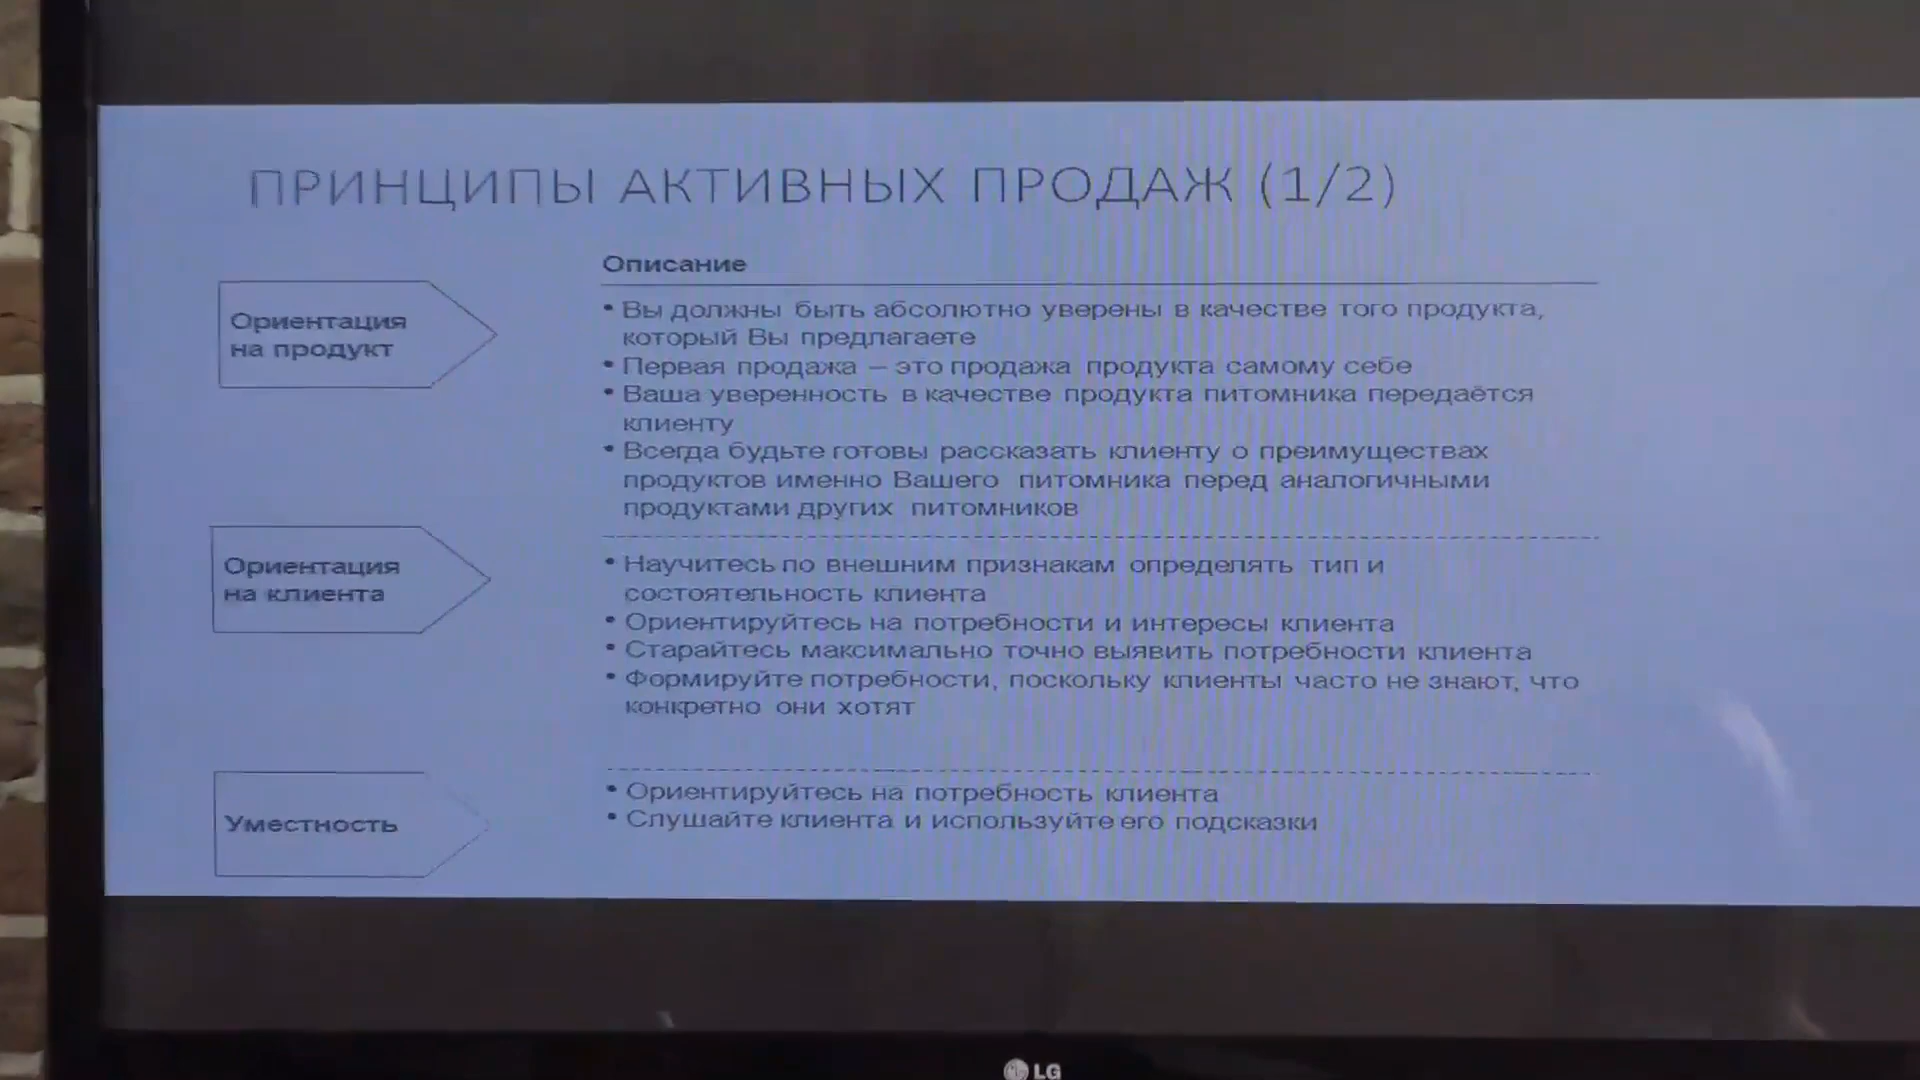 ПРИНЦИПЫ АКТИВНЫХ ПРОДАЖ (1/2)
Описание
Ориентация
на продукт
• Вы должны быть абсолютно уверены в качестве того продукта,
который Вы предлагаете
• Первая продажа – это продажа продукта самому себе
• Ваша уверенность в качестве продукта питомника передаётся
клиенту
• Всегда будьте готовы рассказать клиенту о преимуществах
продуктов именно Вашего питомника перед аналогичными
продуктами других питомников
Ориентация
на клиента
• Научитесь по внешним признакам определять тип и
состоятельность клиента
• Ориентируйтесь на потребности и интересы клиента
• Старайтесь максимально точно выявить потребности клиента
• Формируйте потребности, поскольку клиенты часто не знают, что
конкретно они хотят
Уместность
• Ориентируйтесь на потребность клиента
• Слушайте клиента и используйте его подсказки
LG